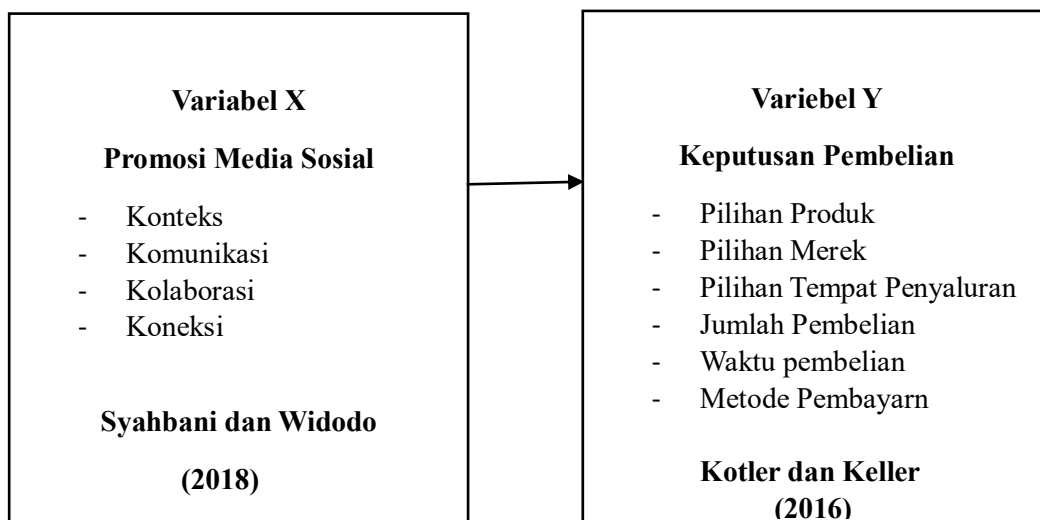 Variabel X
Promosi Media Sosial
- Konteks
- Komunikasi
- Kolaborasi
- Koneksi
Syahbani dan Widodo
(2018)
Variebel Y
Keputusan Pembelian
- Pilihan Produk
- Pilihan Merek
- Pilihan Tempat Penyaluran
- Jumlah Pembelian
- Waktu pembelian
- Metode Pembayarn
Kotler dan Keller
(2016)